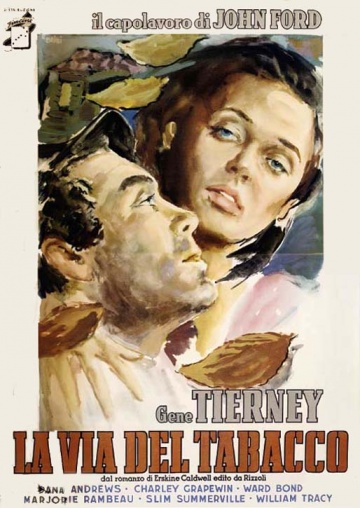 il capolavoro di JOHN FORD
Gene TIERNEY
LA VIA DEL TABACCO
dal romanzo di Erskine Caldwell edito da Rizzoli
DANA ANDREWS · CHARLEY GRAPEWIN · WARD BOND
MARJORIE RAMBEAU · SLIM SUMMERVILLE · WILLIAM TRACY